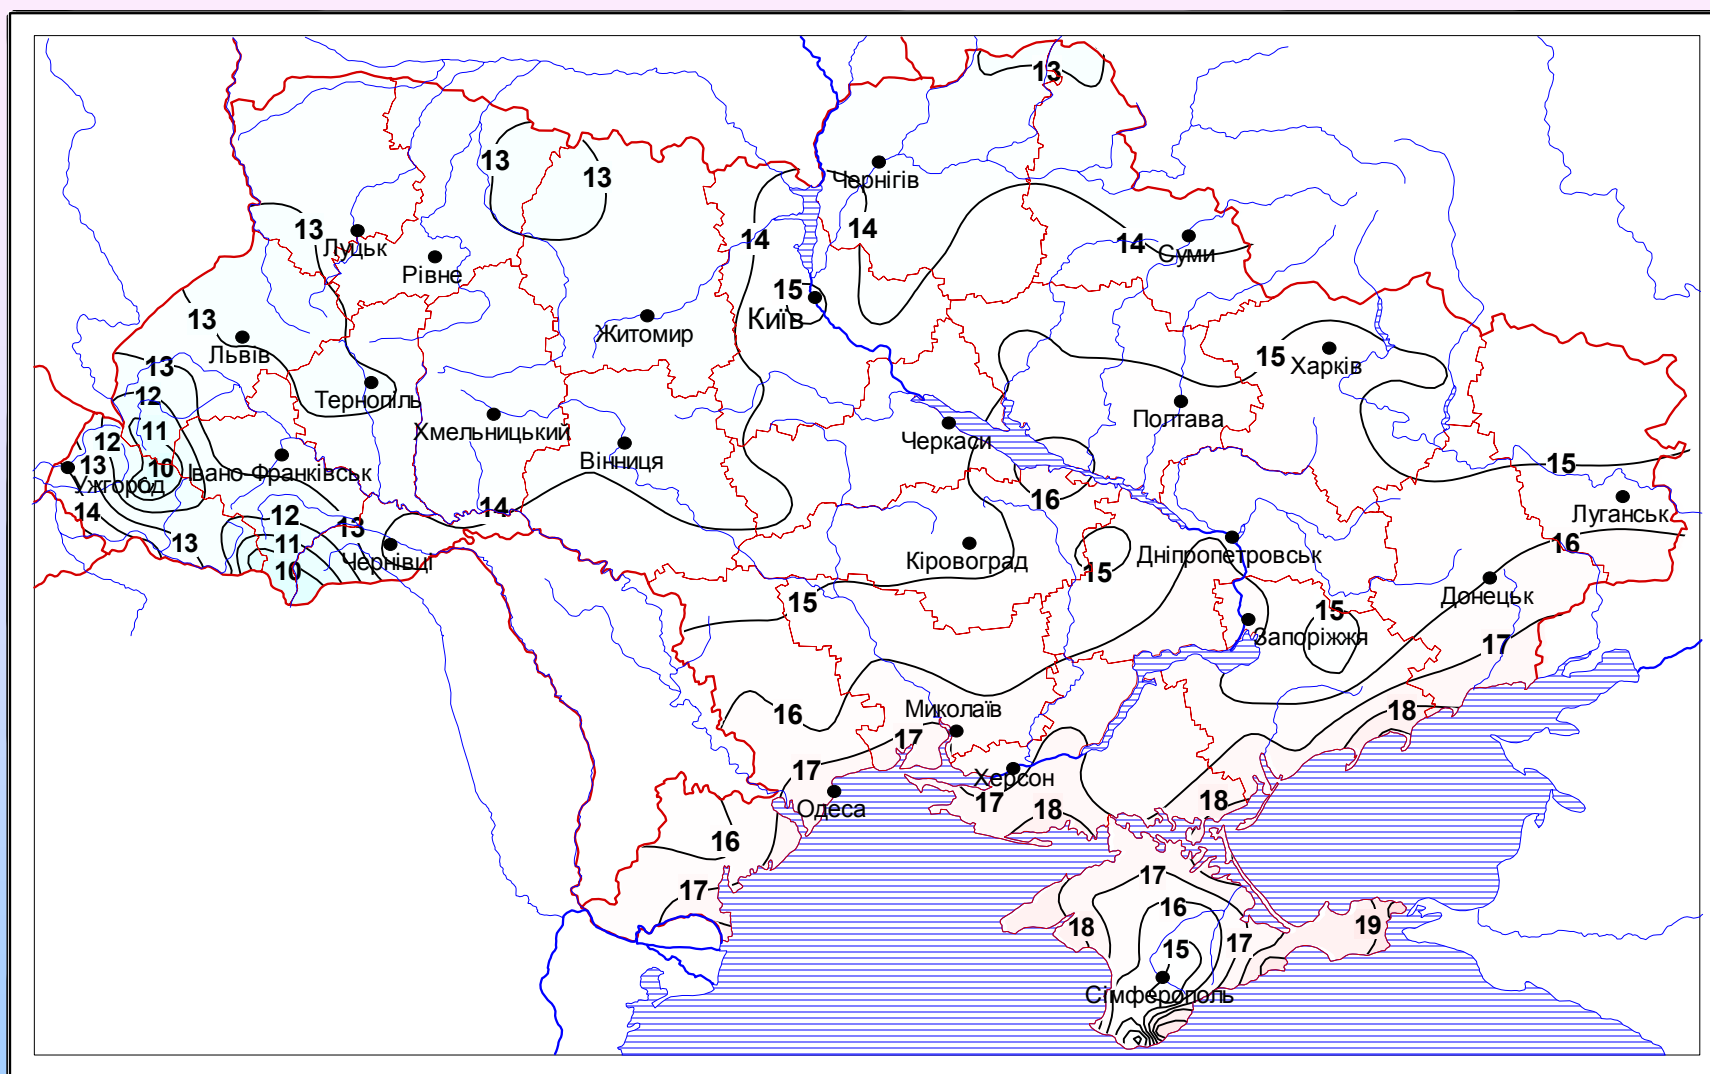 13
13
13
Чернігів
13
Луцьк
14
14
14
Суми
Рівне
15
Київ
13
Львів
Житомир
15
Харків
13
12
Тернопіль
Хмельницький
Полтава
11
12
13
10
Ужгород
Івано-Франківськ
Вінниця
Черкаси
15
16
14
14
12
13
13
11
10
Чернівці
Луганськ
16
Кіровоград
Дніпропетровськ
15
15
Донецьк
15
Запоріжжя
17
16
Миколаїв
17
18
17
Херсон
17
18
18
Одеса
16
17
17
16
18
19
17
15
Сімферополь